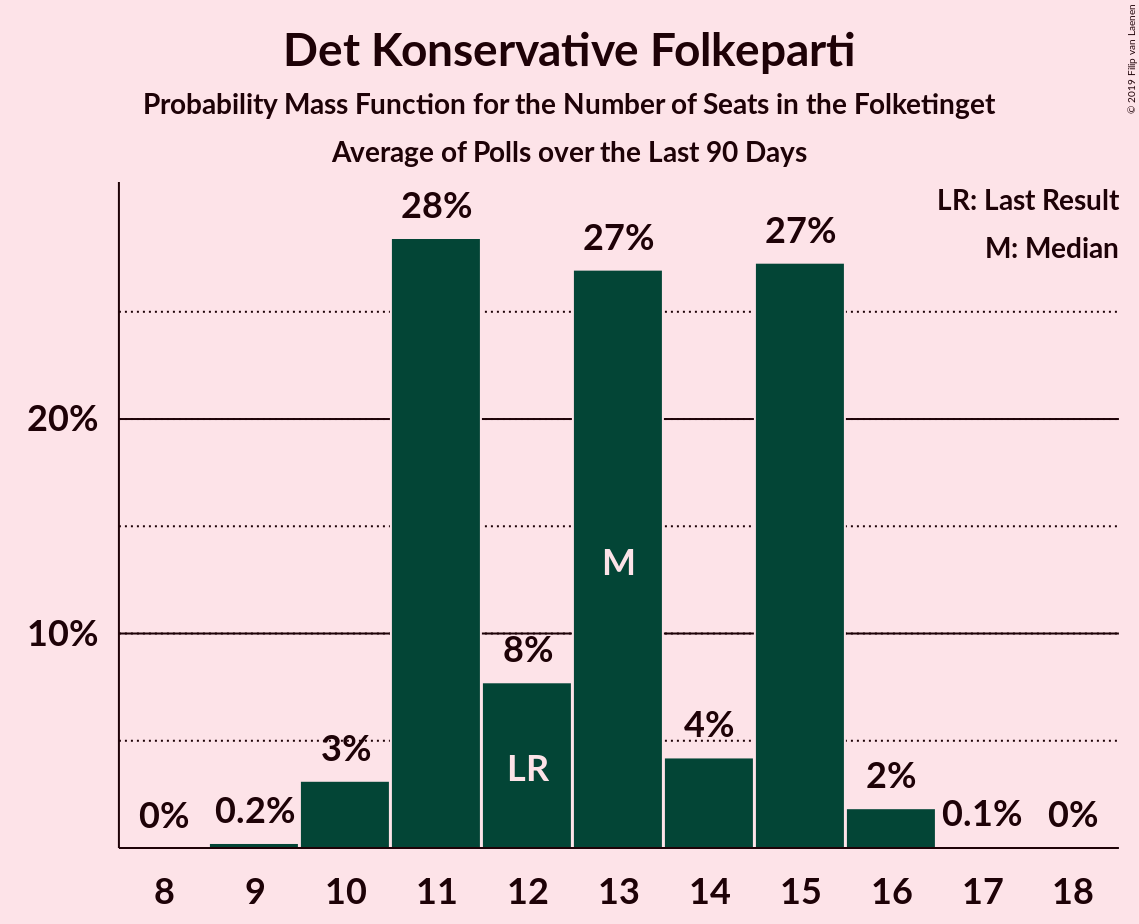 Det Konservative Folkeparti
Probability Mass Function for the Number of Seats in the Folketinget
Average of Polls over the Last 90 Days
© 2019 Filip van Laenen
LR: Last Result
M: Median
28%
27%
27%
20%
M
10%
8%
4%
3%
LR
2%
0%
0.2%
0.1%
0%
8 9 10 11 12 13 14 15 16 17 18